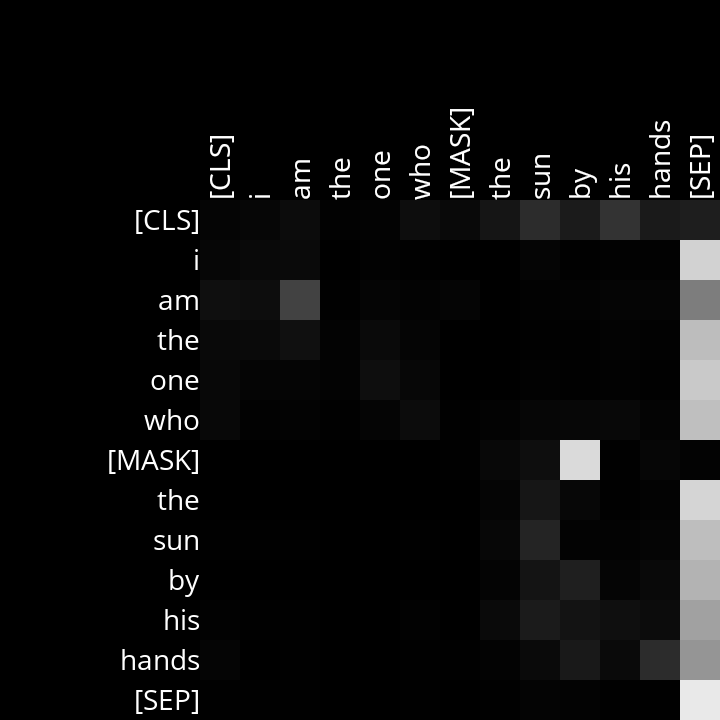 [CLS] i am the one who [MASK] the sun by his hands [SEP]
[CLS]
i
am
the
one
who
[MASK]
the
sun
by
his
hands
[SEP]